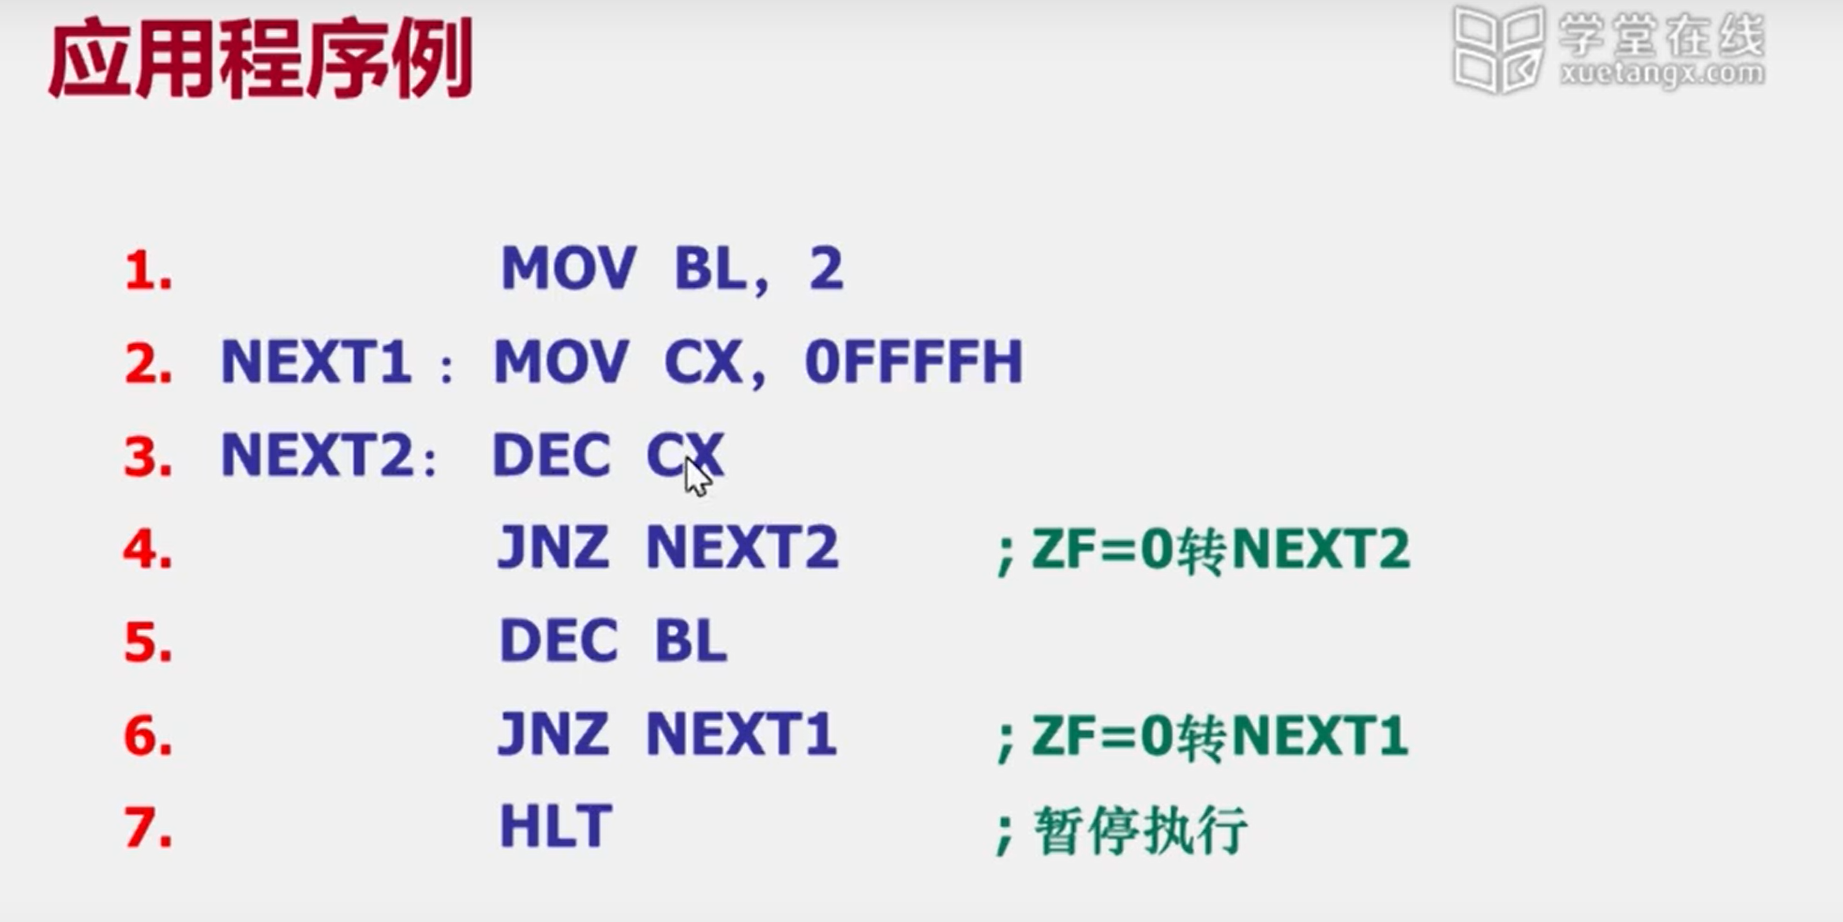 应用程序例
学堂在线
xuetangx.com
1. MOV BL，2
2. NEXT1：MOV CX，0FFFFH
3. NEXT2：DEC CX
4. JNZ NEXT2 ；ZF=0转NEXT2
5. DEC BL
6. JNZ NEXT1 ；ZF=0转NEXT1
7. HLT ；暂停执行